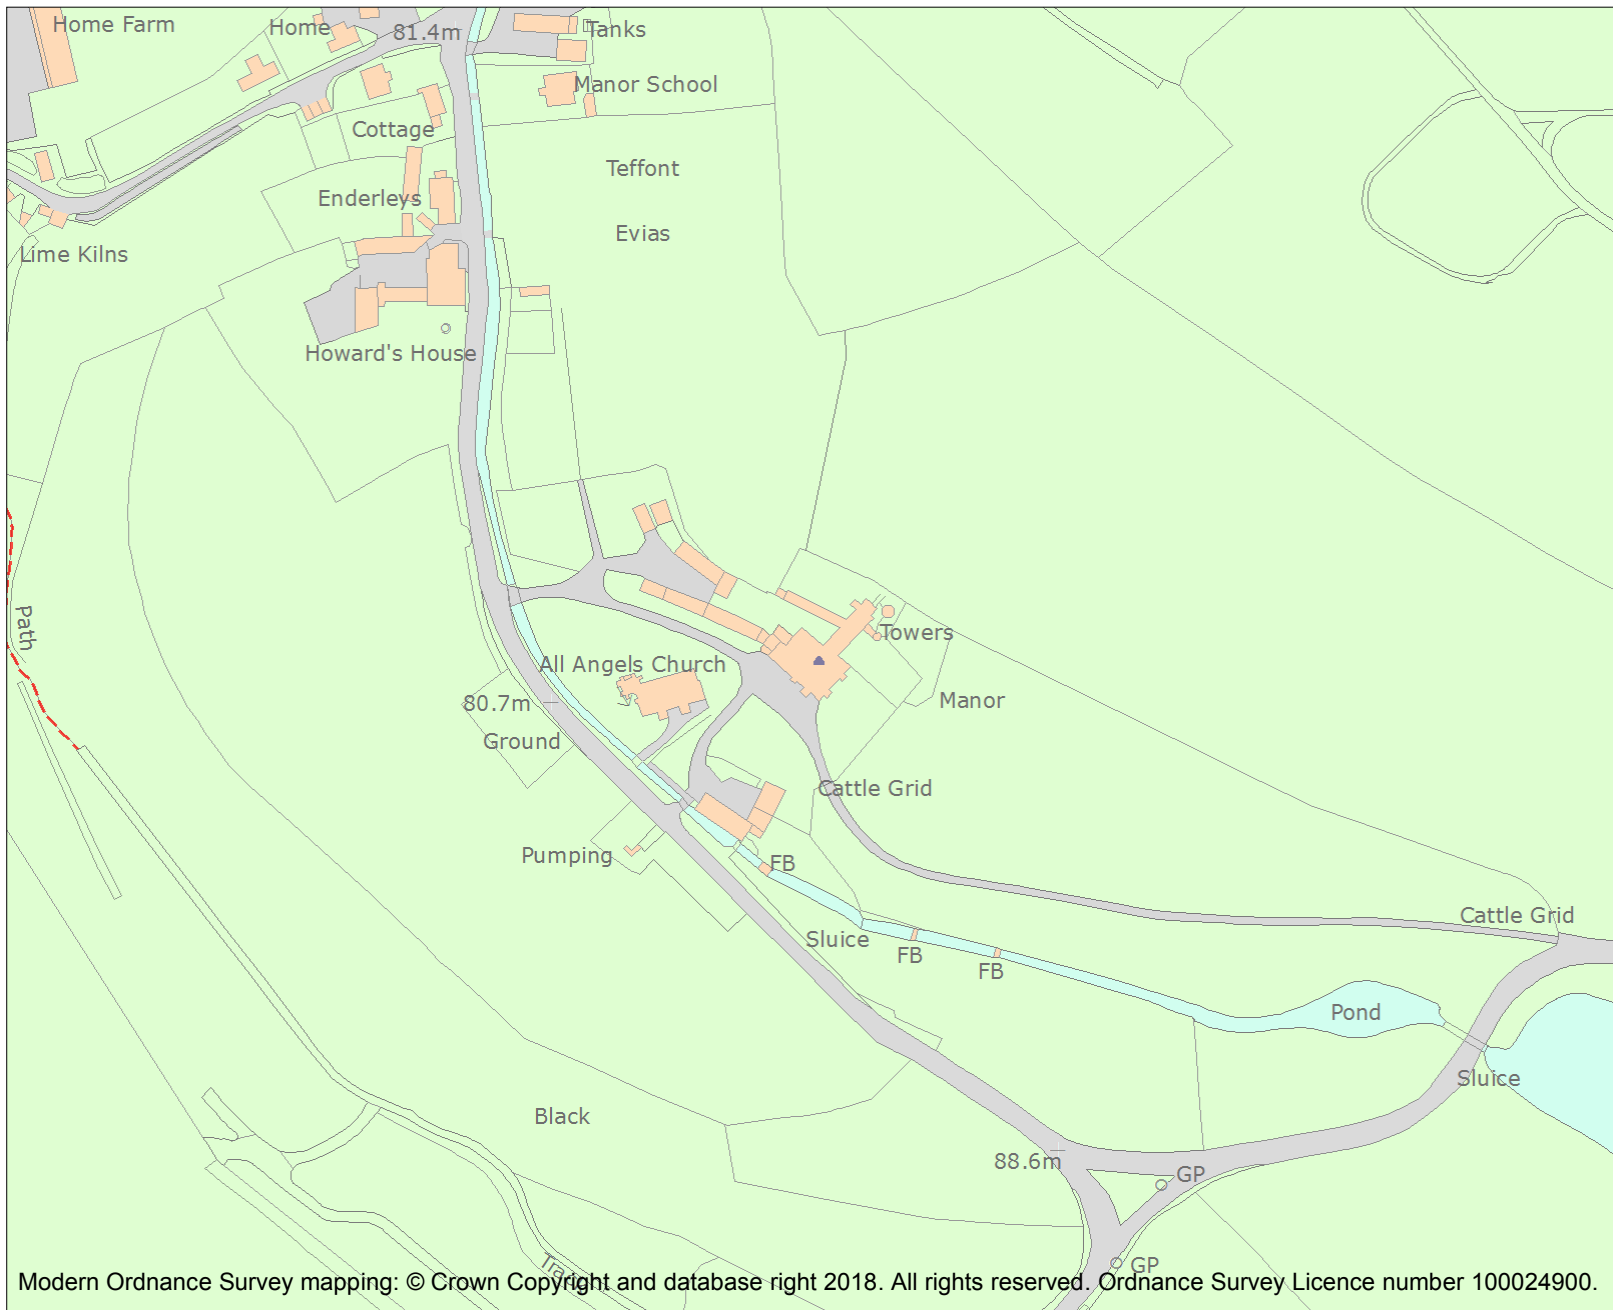 Home Farm
Home
81.4m
Tanks
Manor School
Cottage
Teffont
Enderleys
Evias
Lime Kilns
Howard's House
Path
Towers
All Angels Church
80.7m
Manor
Ground
Cattle Grid
Pumping
FB
Cattle Grid
Sluice
FB
FB
Pond
Sluice
Black
88.6m
GP
GP
Track
Modern Ordnance Survey mapping: © Crown Copyright and database right 2018. All rights reserved. Ordnance Survey Licence number 100024900.